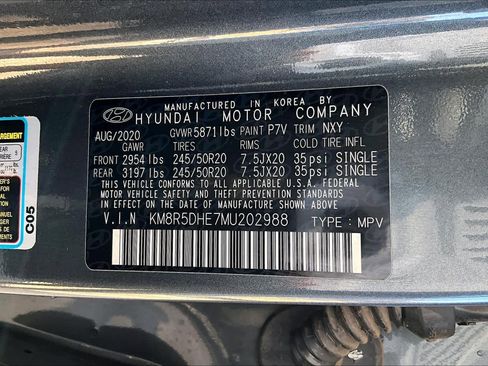 MANUFACTURED IN KOREA BY
HYUNDAI MOTOR COMPANY
AUG/2020 GVWR 5871lbs PAINT P7V TRIM NXY
GAWR TIRES RIMS COLD TIRE INFL
FRONT 2954 lbs 245/50R20 7.5JX20 35psi SINGLE
REAR 3197 lbs 245/50R20 7.5JX20 35psi SINGLE
THIS VEHICLE CONFORMS TO ALL APPLICABLE U.S.A. FEDERAL
MOTOR VEHICLE SAFETY, BUMPER, AND THEFT PREVENTION STANDARDS
IN EFFECT ON THE DATE OF MANUFACTURE SHOWN ABOVE.
V.I.N KM8R5DHE7MU202988 TYPE : MPV
C05